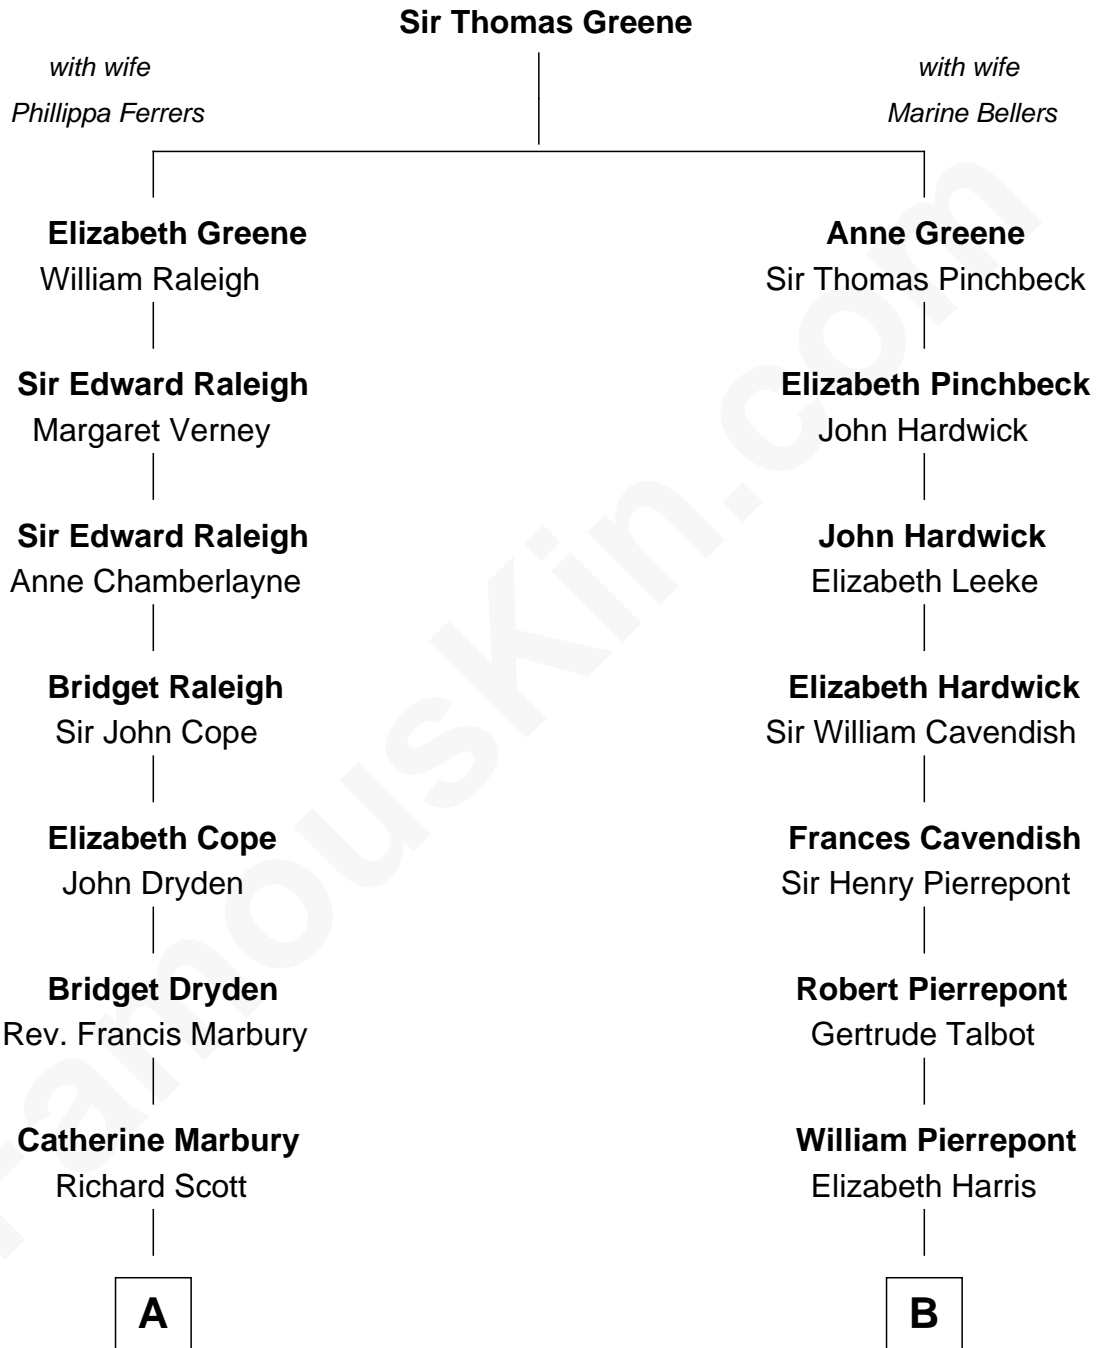 Sir Thomas Greene
with wife
Phillippa Ferrers
with wife
Marine Bellers
Elizabeth Greene
William Raleigh
Anne Greene
Sir Thomas Pinchbeck
Sir Edward Raleigh
Margaret Verney
Elizabeth Pinchbeck
John Hardwick
Sir Edward Raleigh
Anne Chamberlayne
John Hardwick
Elizabeth Leeke
Bridget Raleigh
Sir John Cope
Elizabeth Hardwick
Sir William Cavendish
Elizabeth Cope
John Dryden
Frances Cavendish
Sir Henry Pierrepont
Bridget Dryden
Rev. Francis Marbury
Robert Pierrepont
Gertrude Talbot
Catherine Marbury
Richard Scott
William Pierrepont
Elizabeth Harris
A
B
FamousKin.com